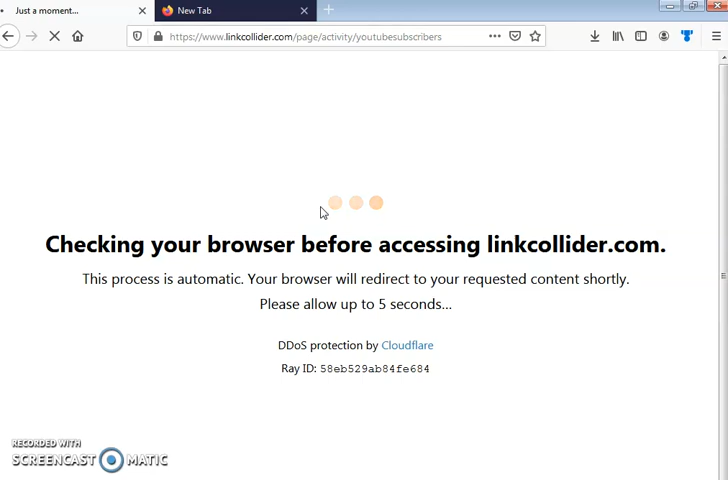 Just a moment...
New Tab
https://www.linkcollider.com/page/activity/youtubesubscribers
Checking your browser before accessing linkcollider.com.
This process is automatic. Your browser will redirect to your requested content shortly.
Please allow up to 5 seconds...
DDoS protection by Cloudflare
Ray ID: 58eb529ab84fe684
RECORDED WITH
SCREENCAST MATIC